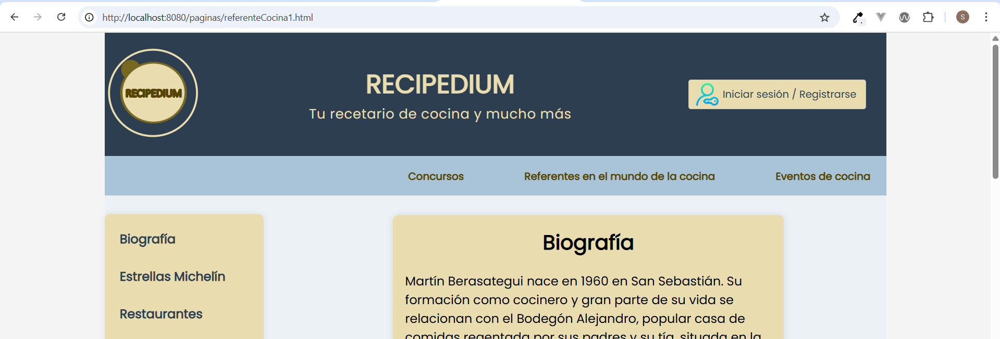 http://localhost:8080/paginas/referenteCocina1.html
S
RECIPEDIUM
RECIPEDIUM
Tu recetario de cocina y mucho más
Iniciar sesión / Registrarse
Concursos
Referentes en el mundo de la cocina
Eventos de cocina
Biografía
Estrellas Michelín
Restaurantes
Biografía
Martín Berasategui nace en 1960 en San Sebastián. Su
formación como cocinero y gran parte de su vida se
relacionan con el Bodegón Alejandro, popular casa de
comidas regentada por sus padres y su tía, situada en la